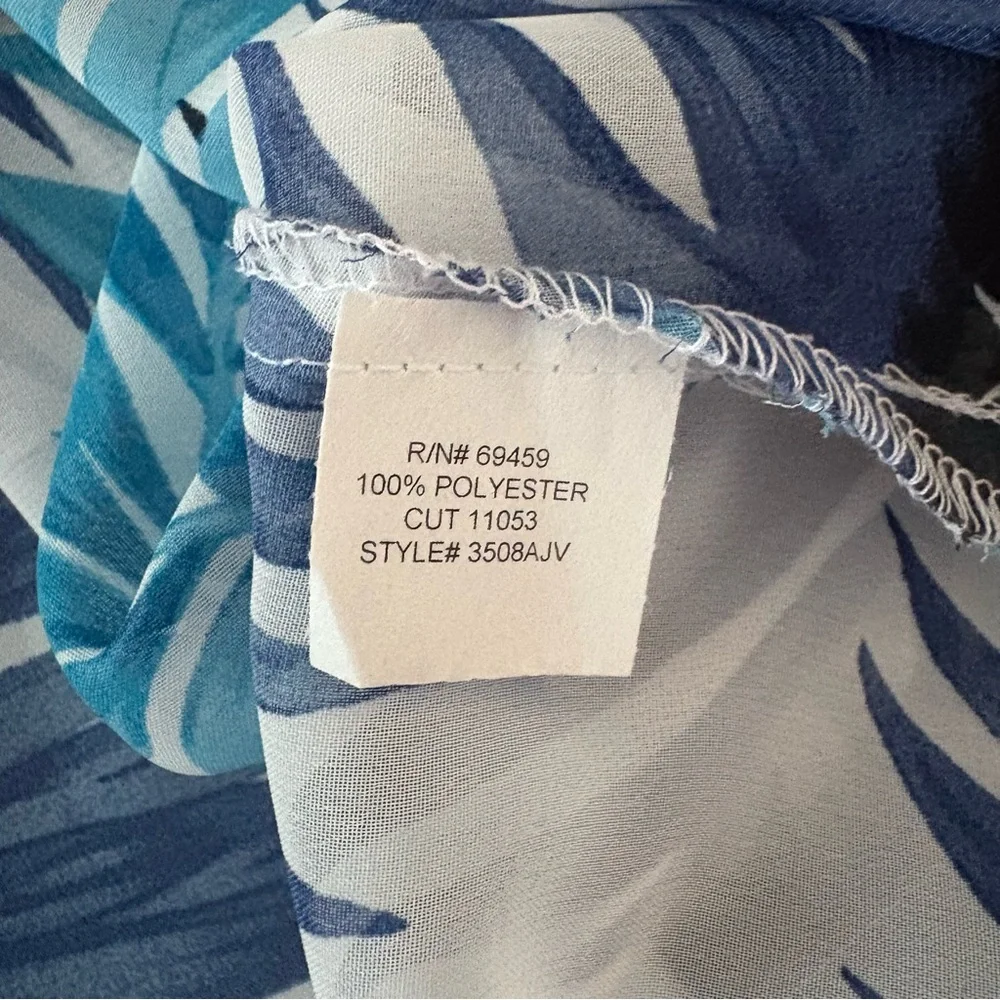 R/N# 69459
100% POLYESTER
CUT 11053
STYLE# 3508AJV